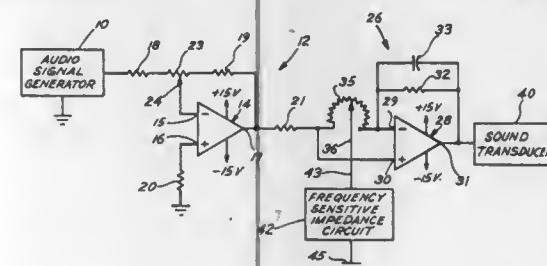 10
AUDIO
SIGNAL
GENERATOR
18
23
19
24
12
+15V
14
15
16
17
-15V
20
21
26
33
32
35
29
36
+15V
28
30
31
-15V.
43
FREQUENCY
SENSITIVE
IMPEDANCE
CIRCUIT
42
45
40
SOUND
TRANSDUCE